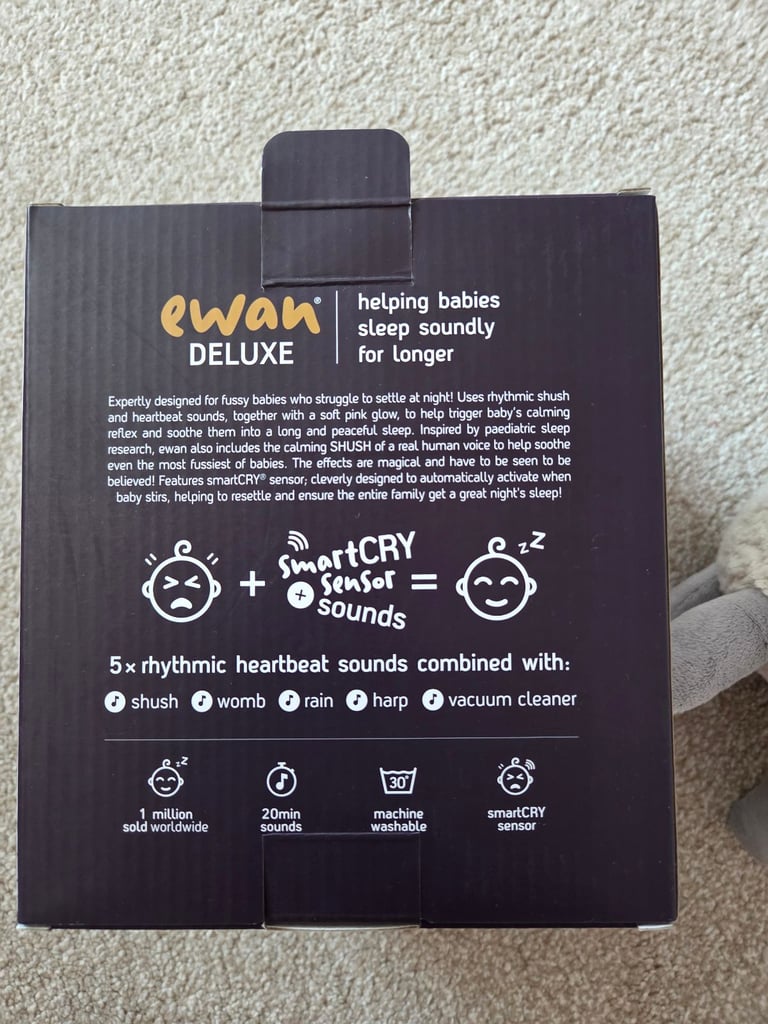 ewan®
DELUXE
helping babies
sleep soundly
for longer
Expertly designed for fussy babies who struggle to settle at night! Uses rhythmic shush
and heartbeat sounds, together with a soft pink glow, to help trigger baby's calming
reflex and soothe them into a long and peaceful sleep. Inspired by paediatric sleep
research, ewan also includes the calming SHUSH of a real human voice to help soothe
even the most fussiest of babies. The effects are magical and have to be seen to be
believed! Features smartCRY® sensor; cleverly designed to automatically activate when
baby stirs, helping to resettle and ensure the entire family get a great night's sleep!
+
smartCRY
sensor
+ sounds
=
zZ
5x rhythmic heartbeat sounds combined with:
shush womb rain harp vacuum cleaner
zZ
30°
1 million
sold worldwide
20min
sounds
machine
washable
smartCRY
sensor